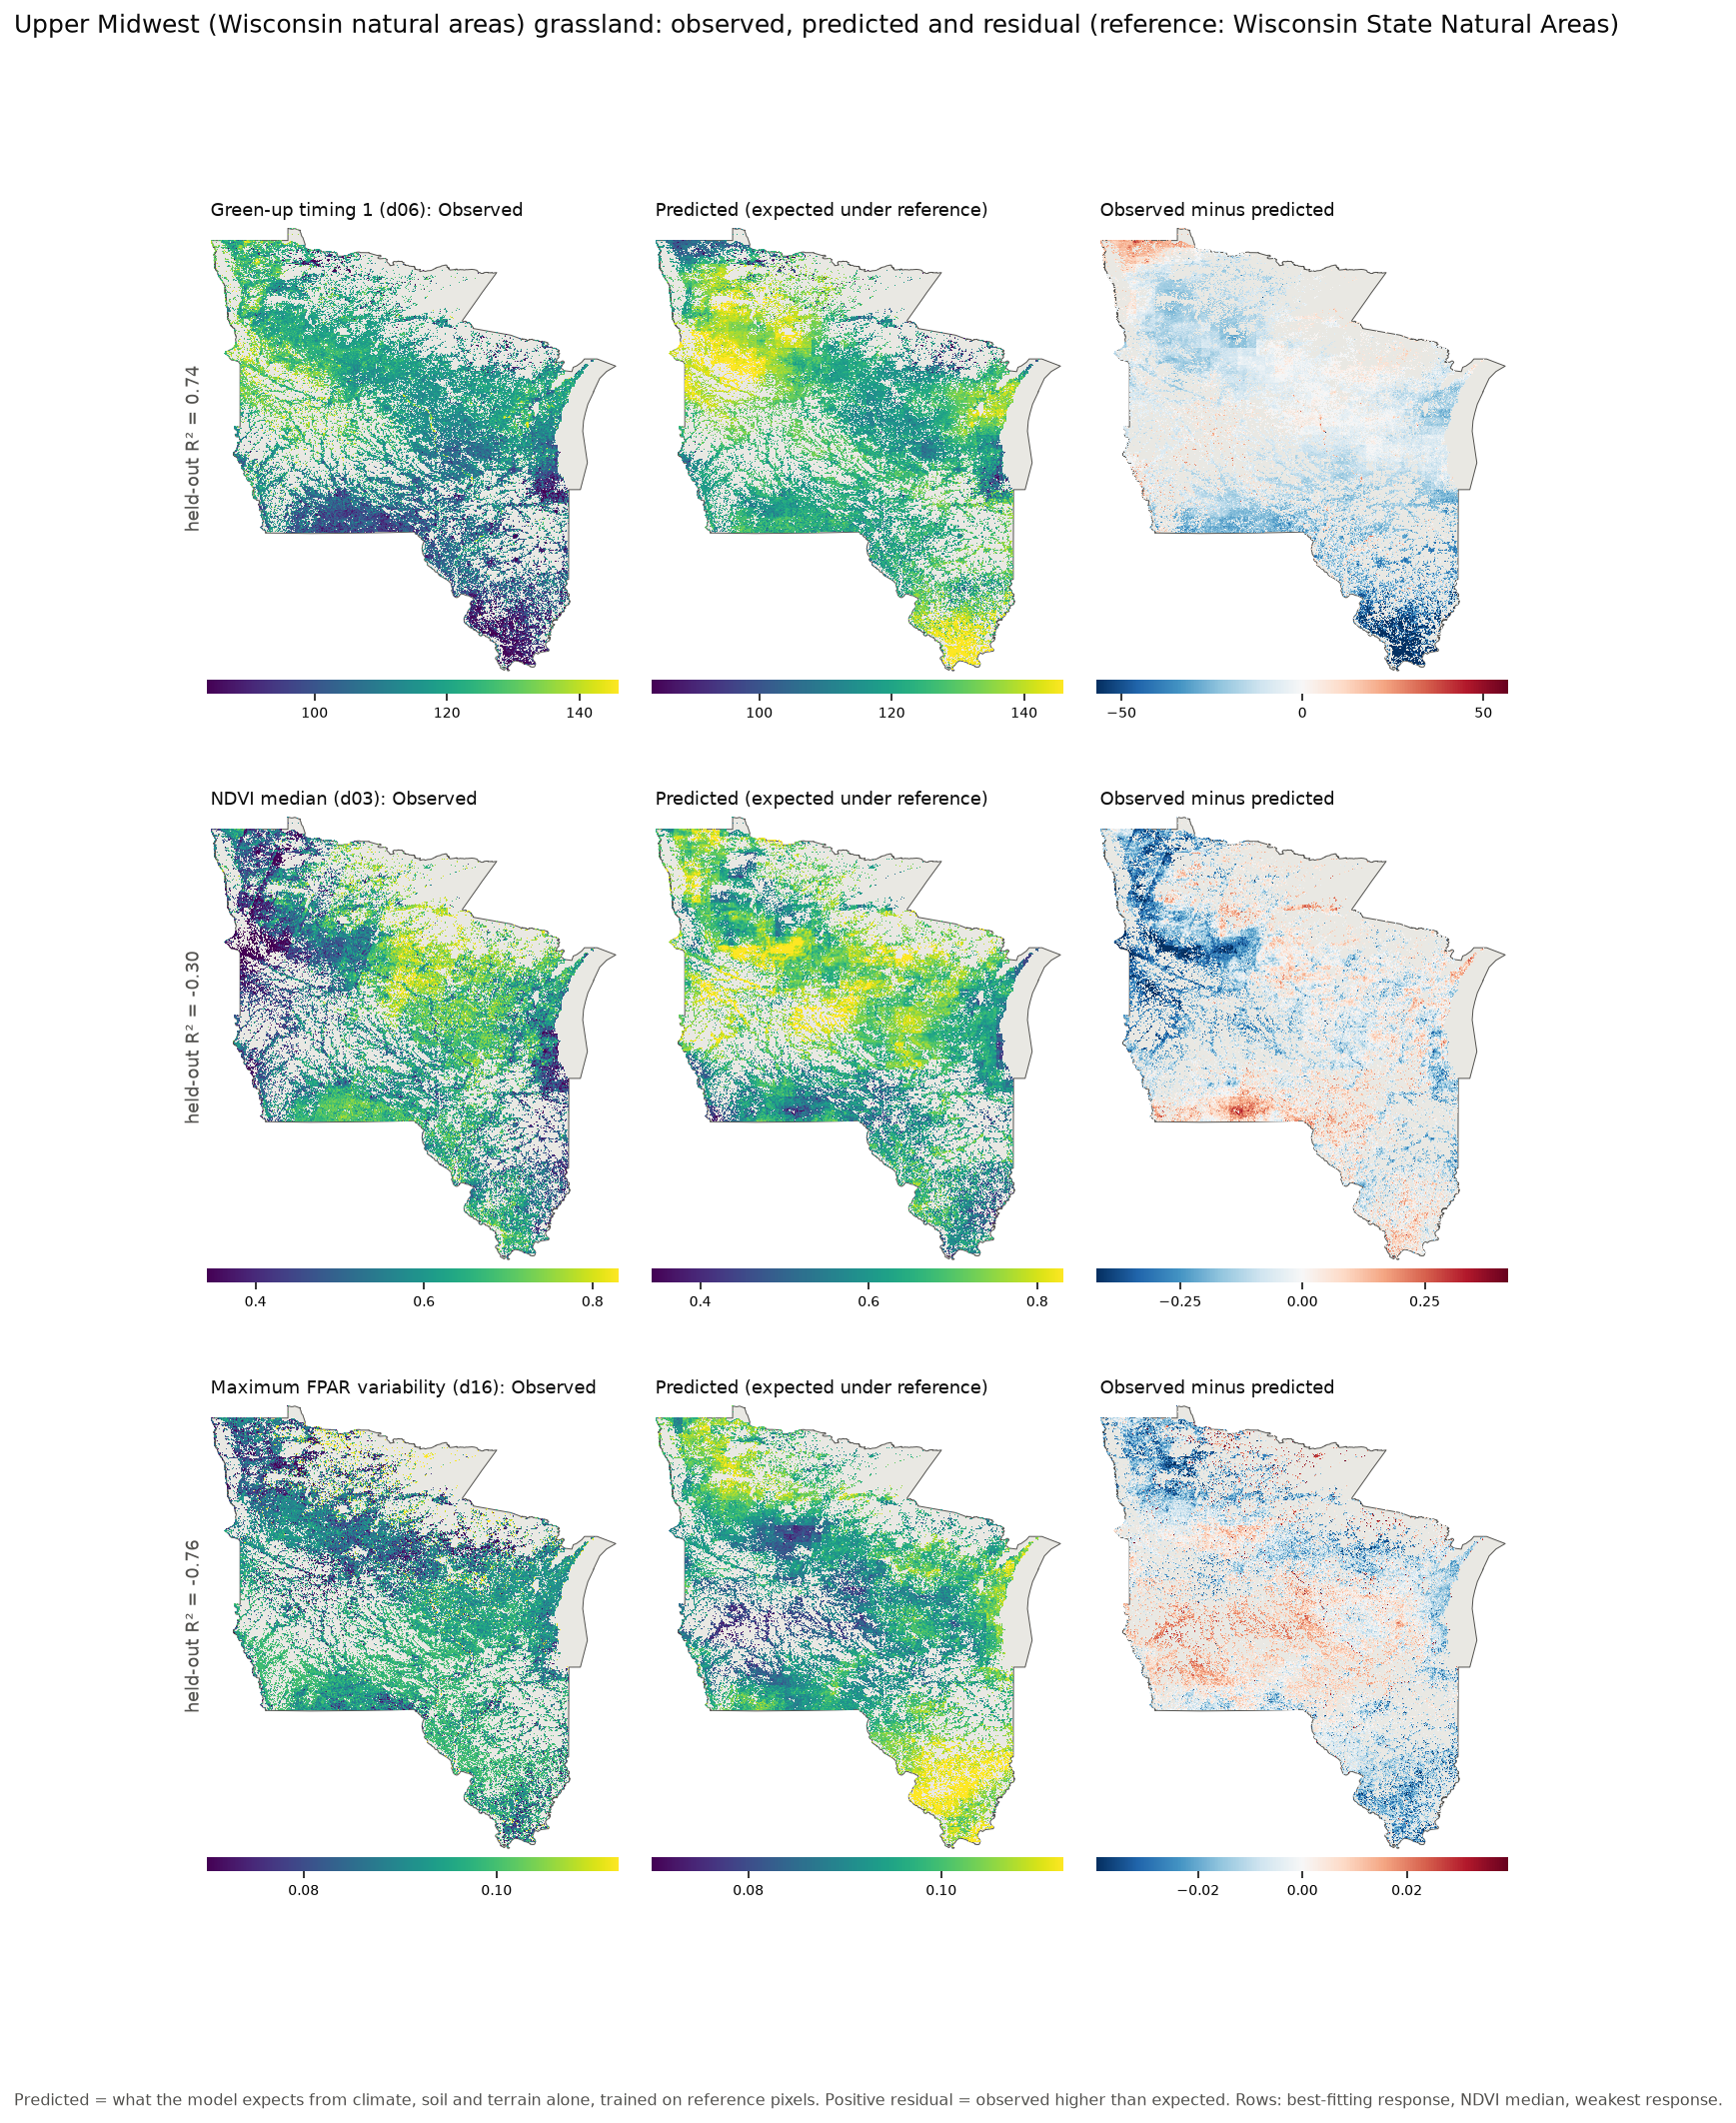 Upper Midwest (Wisconsin natural areas) grassland: observed, predicted and residual (reference: Wisconsin State Natural Areas)
Green-up timing 1 (d06): Observed
Predicted (expected under reference)
Observed minus predicted
held-out R² = 0.74
100 120 140
100 120 140
−50 0 50
NDVI median (d03): Observed
Predicted (expected under reference)
Observed minus predicted
held-out R² = -0.30
0.4 0.6 0.8
0.4 0.6 0.8
−0.25 0.00 0.25
Maximum FPAR variability (d16): Observed
Predicted (expected under reference)
Observed minus predicted
held-out R² = -0.76
0.08 0.10
0.08 0.10
−0.02 0.00 0.02
Predicted = what the model expects from climate, soil and terrain alone, trained on reference pixels. Positive residual = observed higher than expected. Rows: best-fitting response, NDVI median, weakest response.